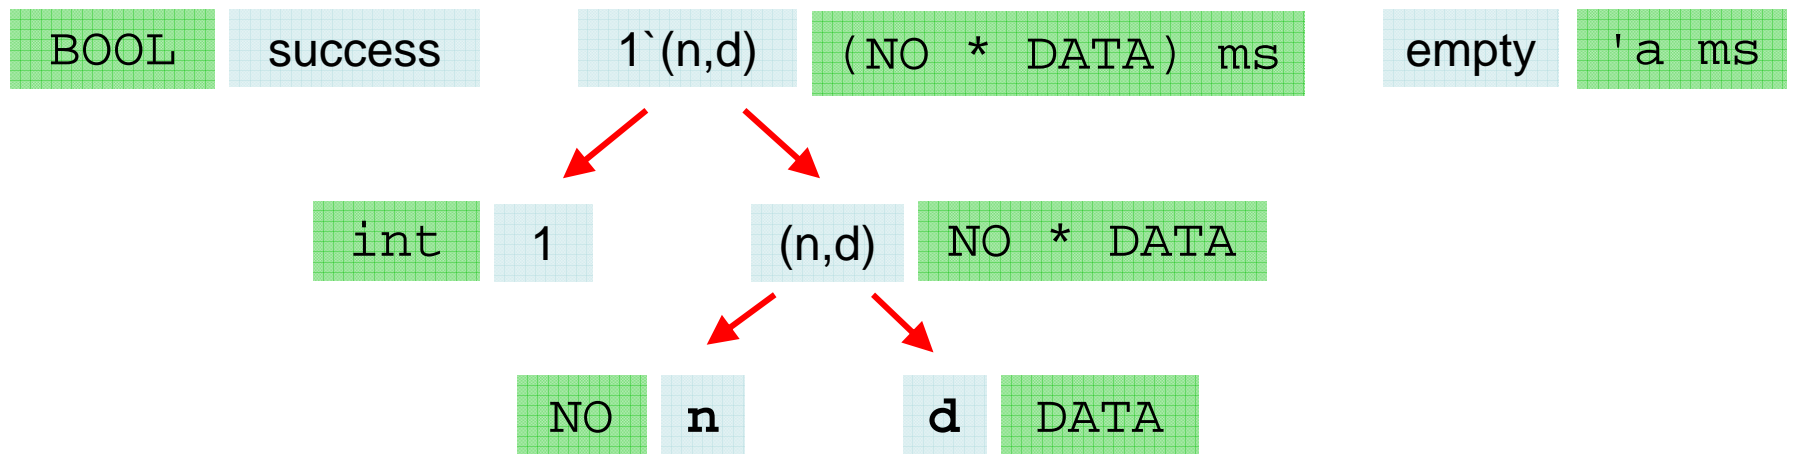 BOOL success 1`(n,d) (NO * DATA) ms empty 'a ms
int 1 (n,d) NO * DATA
NO n d DATA